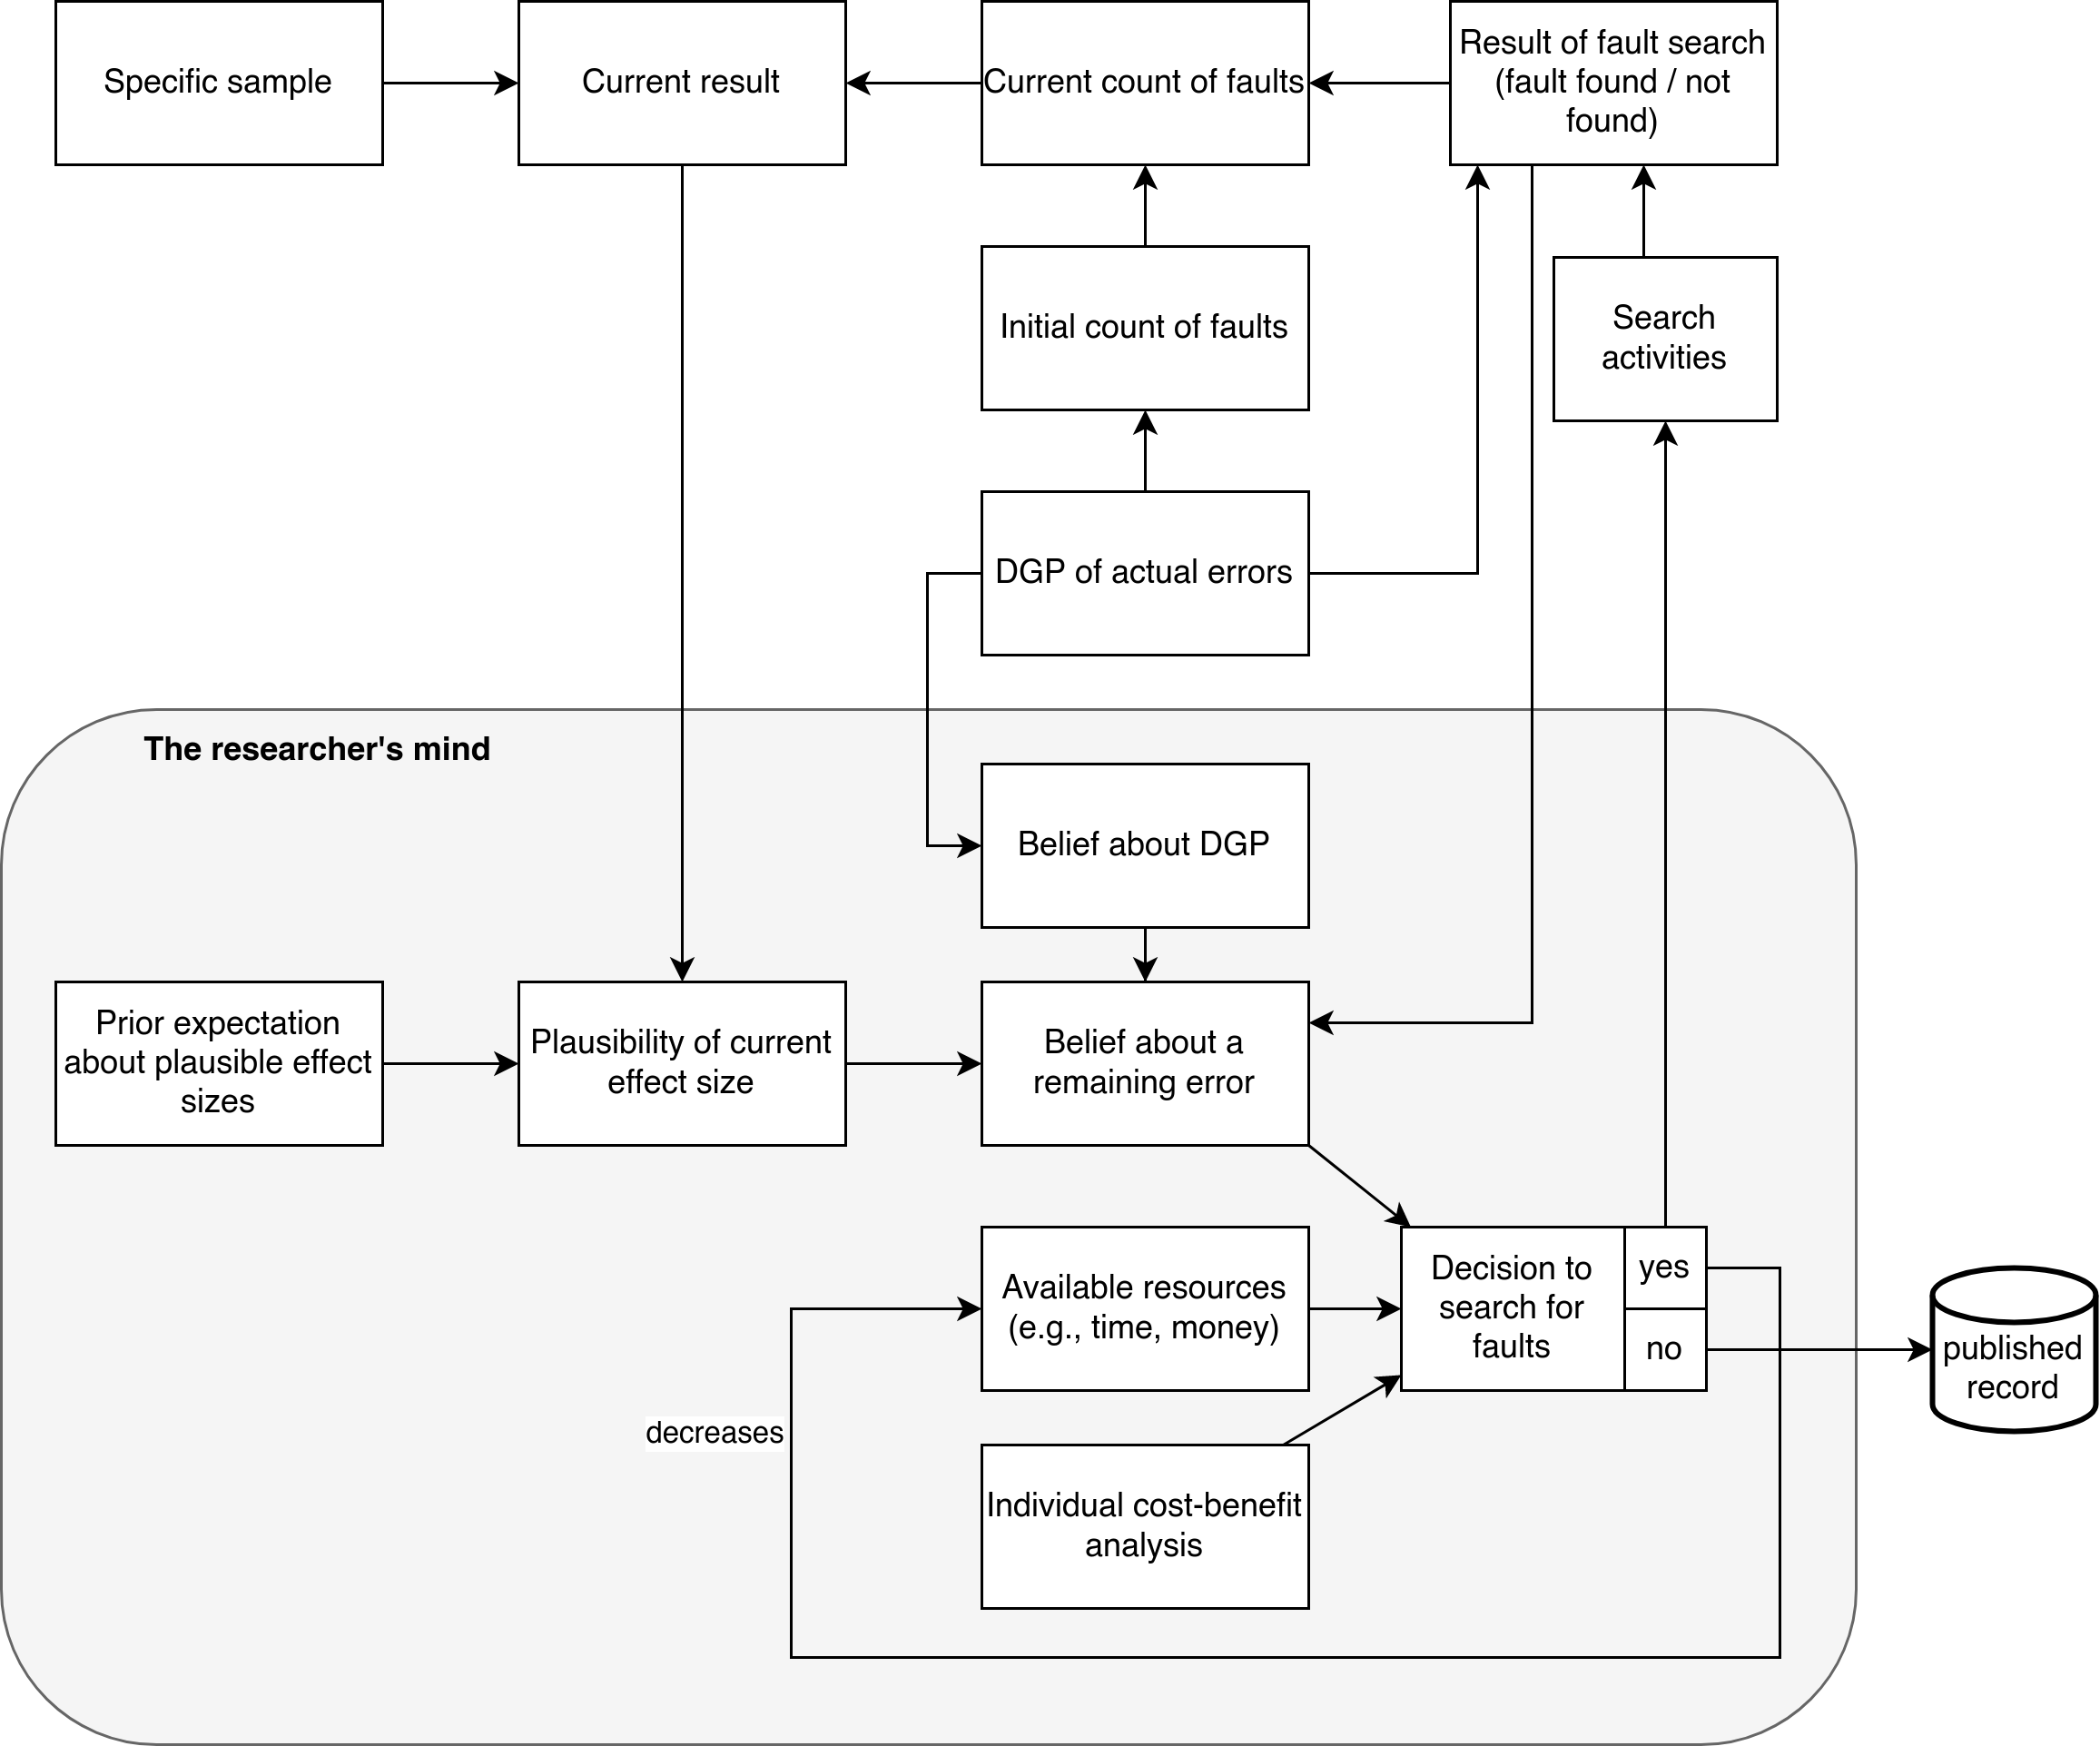 Specific sample
Current result
Current count of faults
Result of fault search
(fault found / not
found)
Initial count of faults
Search
activities
DGP of actual errors
The researcher's mind
Belief about DGP
Prior expectation
about plausible effect
sizes
Plausibility of current
effect size
Belief about a
remaining error
Available resources
(e.g., time, money)
Decision to
search for
faults
yes
no
published
record
decreases
Individual cost-benefit
analysis